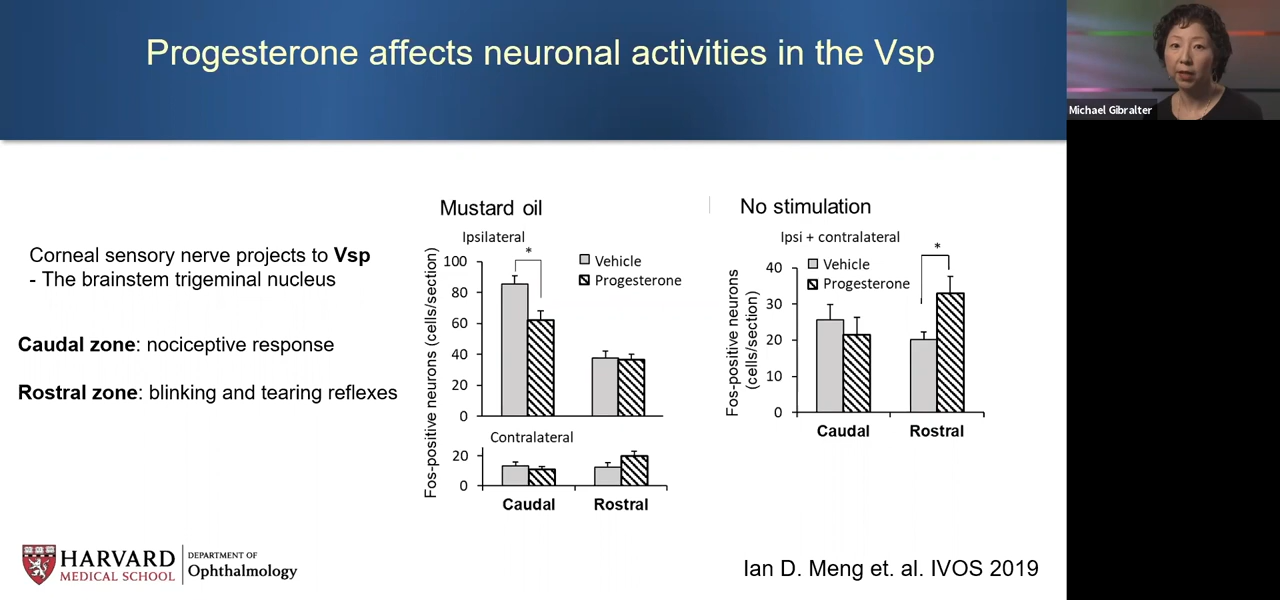 Progesterone affects neuronal activities in the Vsp
Michael Gibralter
Corneal sensory nerve projects to Vsp
- The brainstem trigeminal nucleus
Caudal zone: nociceptive response
Rostral zone: blinking and tearing reflexes
Mustard oil
Ipsilateral
*
Vehicle
Progesterone
Fos-positive neurons (cells/section)
100
80
60
40
20
0
Contralateral
20
0
Caudal Rostral
No stimulation
Ipsi + contralateral
*
Vehicle
Progesterone
Fos-positive neurons
(cells/section)
40
30
20
10
0
Caudal Rostral
HARVARD
MEDICAL SCHOOL
DEPARTMENT OF
Ophthalmology
Ian D. Meng et. al. IVOS 2019